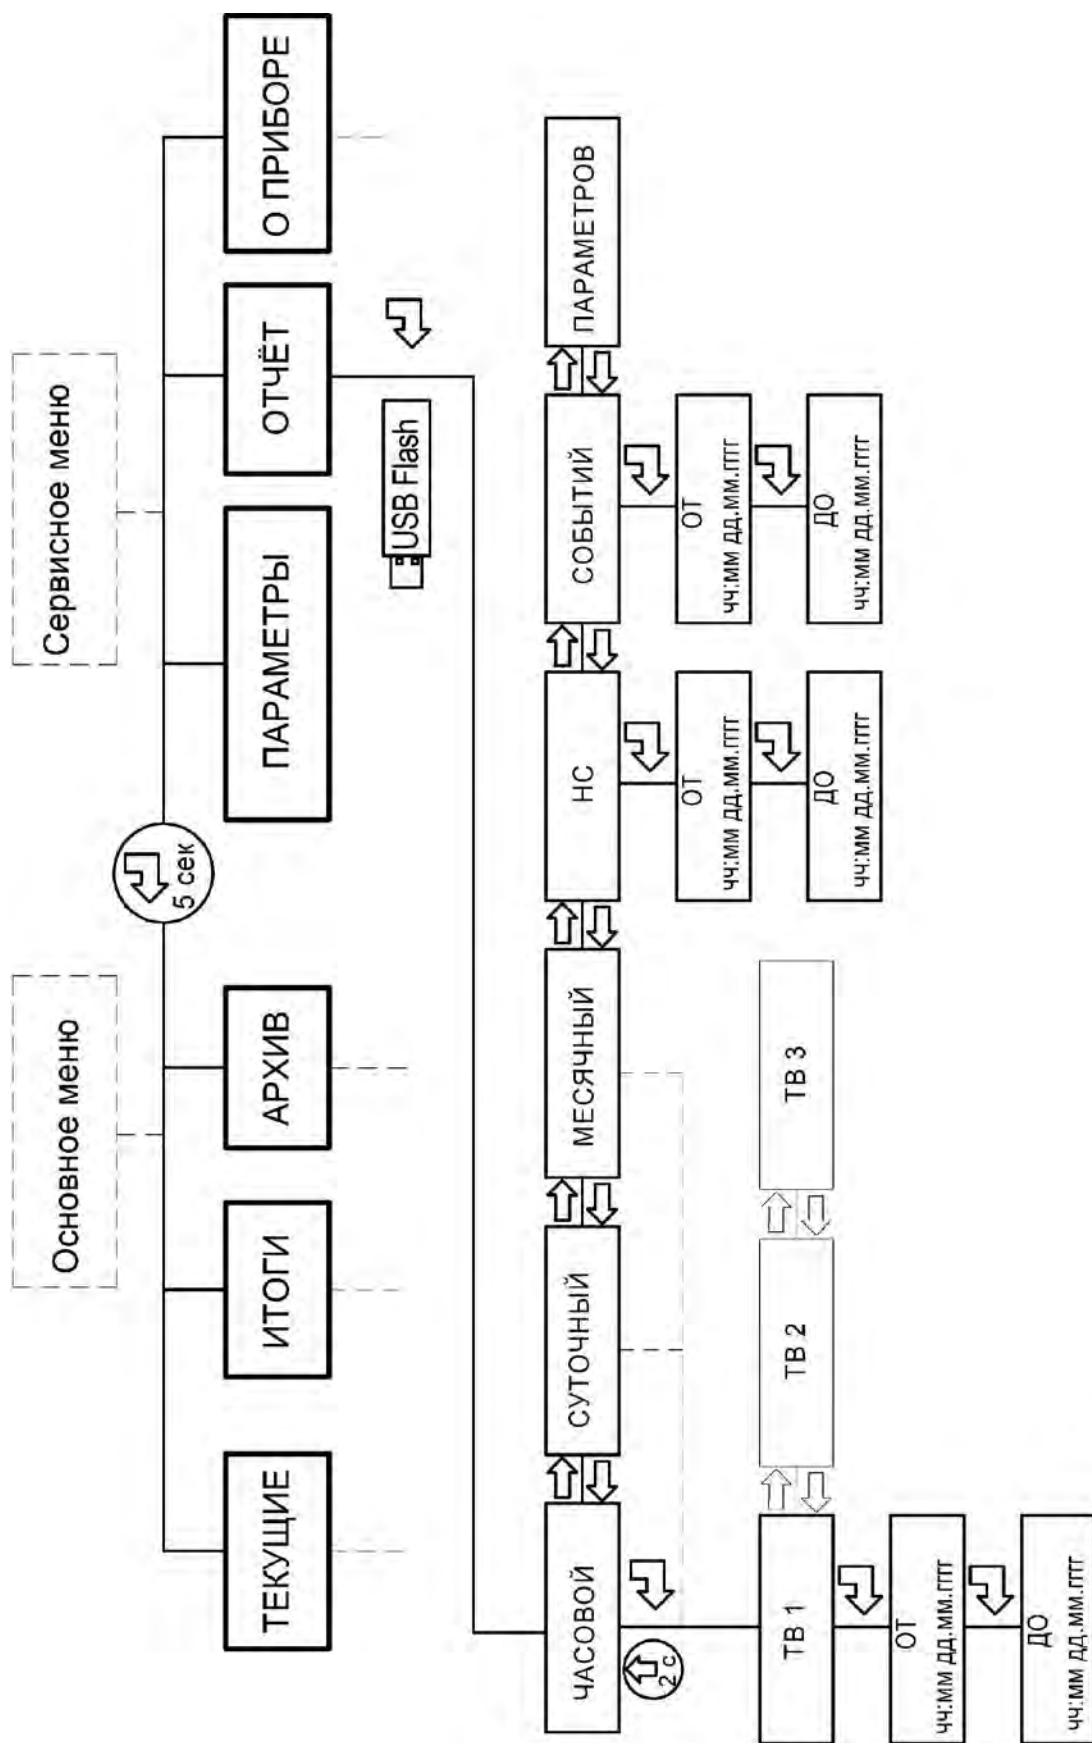 Основное меню
Сервисное меню
5 сек
ТЕКУЩИЕ
ИТОГИ
АРХИВ
ПАРАМЕТРЫ
ОТЧЁТ
О ПРИБОРЕ
USB Flash
ЧАСОВОЙ
СУТОЧНЫЙ
МЕСЯЧНЫЙ
НС
СОБЫТИЙ
ПАРАМЕТРОВ
2 с
ОТ
чч:мм дд.мм.гггг
ОТ
чч:мм дд.мм.гггг
ТВ 1
ТВ 2
ТВ 3
ДО
чч:мм дд.мм.гггг
ДО
чч:мм дд.мм.гггг
ОТ
чч:мм дд.мм.гггг
ДО
чч:мм дд.мм.гггг